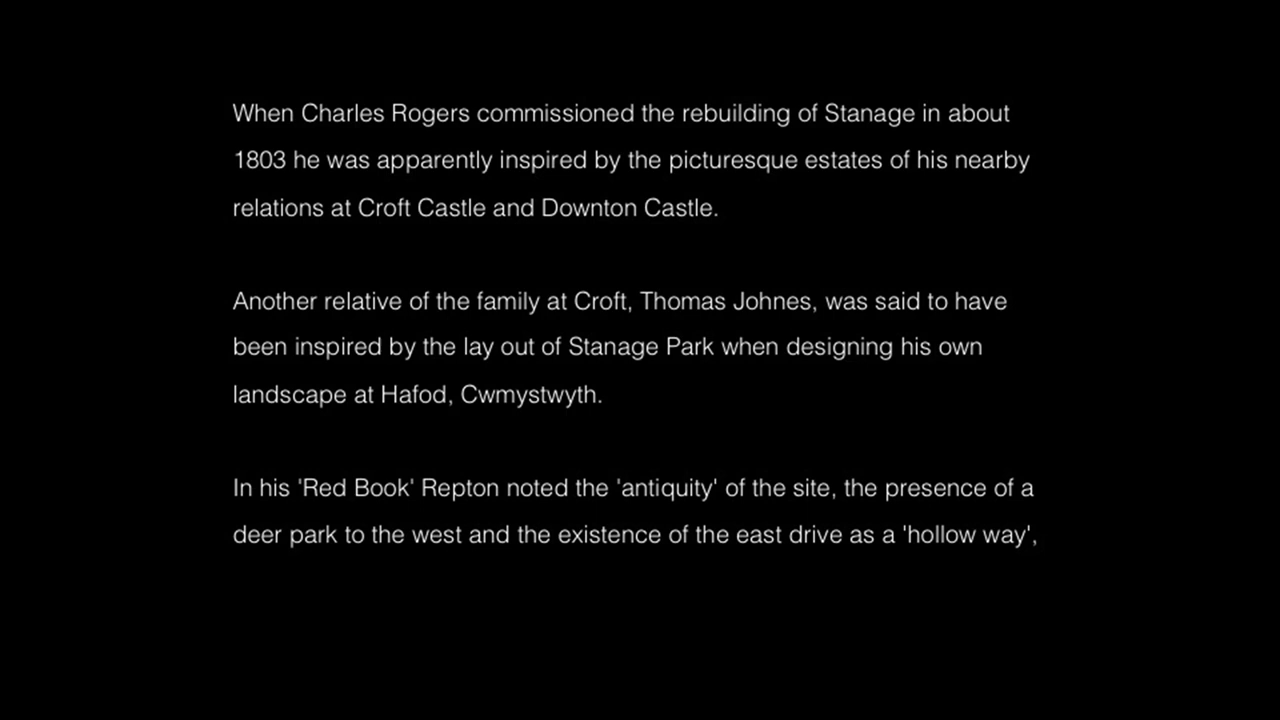 When Charles Rogers commissioned the rebuilding of Stanage in about
1803 he was apparently inspired by the picturesque estates of his nearby
relations at Croft Castle and Downton Castle.
Another relative of the family at Croft, Thomas Johnes, was said to have
been inspired by the lay out of Stanage Park when designing his own
landscape at Hafod, Cwmystwyth.
In his 'Red Book' Repton noted the 'antiquity' of the site, the presence of a
deer park to the west and the existence of the east drive as a 'hollow way',